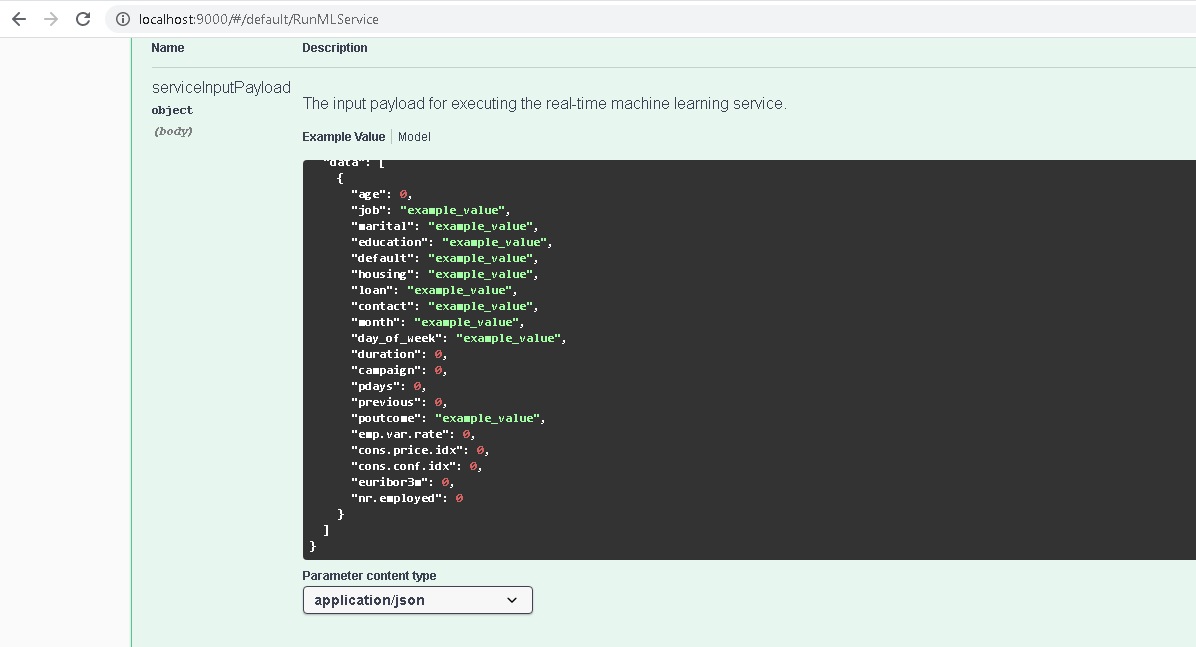 localhost:9000/#/default/RunMLService
Name Description
serviceInputPayload
object
(body)
The input payload for executing the real-time machine learning service.
Example Value Model
"data": [
{
"age": 0,
"job": "example_value",
"marital": "example_value",
"education": "example_value",
"default": "example_value",
"housing": "example_value",
"loan": "example_value",
"contact": "example_value",
"month": "example_value",
"day_of_week": "example_value",
"duration": 0,
"campaign": 0,
"pdays": 0,
"previous": 0,
"poutcome": "example_value",
"emp.var.rate": 0,
"cons.price.idx": 0,
"cons.conf.idx": 0,
"euribor3m": 0,
"nr.employed": 0
}
]
}
Parameter content type
application/json